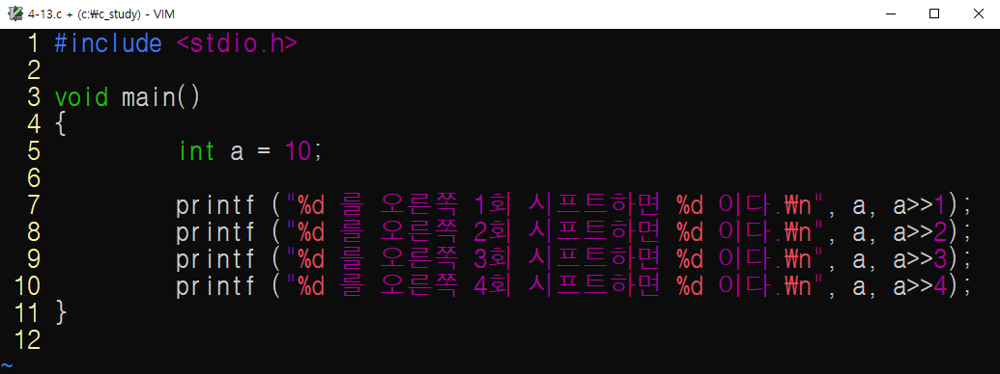 4-13.c + (c:₩c_study) - VIM
1 #include <stdio.h>
2
3 void main()
4 {
5         int a = 10;
6
7         printf ("%d 를 오른쪽 1회 시프트하면 %d 이다.₩n", a, a>>1);
8         printf ("%d 를 오른쪽 2회 시프트하면 %d 이다.₩n", a, a>>2);
9         printf ("%d 를 오른쪽 3회 시프트하면 %d 이다.₩n", a, a>>3);
10         printf ("%d 를 오른쪽 4회 시프트하면 %d 이다.₩n", a, a>>4);
11 }
12
~